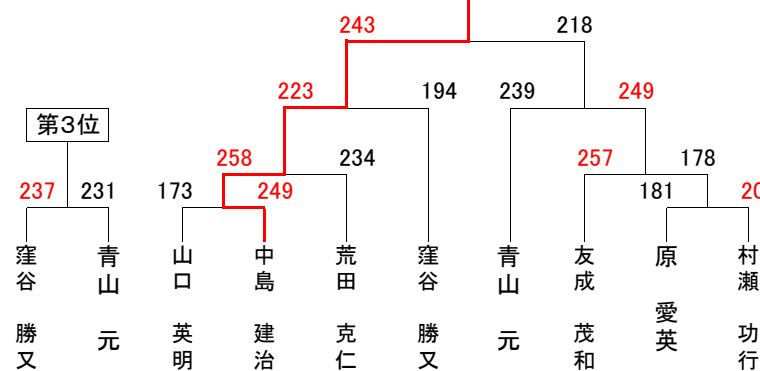 243 218
223 194 239 249
第3位
258 234 257 178
237 231 173 249 181 20
窪谷 勝又
青山 元
山口 英明
中島 建治
荒田 克仁
窪谷 勝又
青山 元
友成 茂和
原 愛英
村瀬 功行